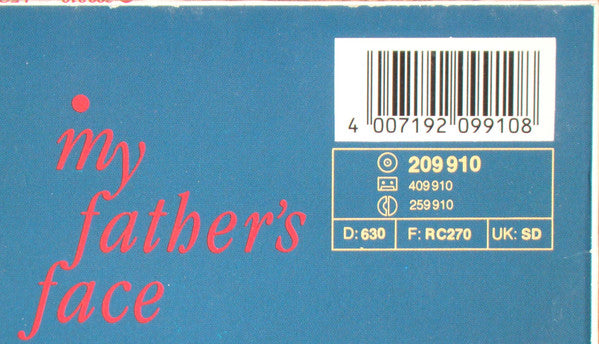 my
father's
face
4 007192 099108
209 910
409 910
259 910
D: 630 F: RC270 UK: SD